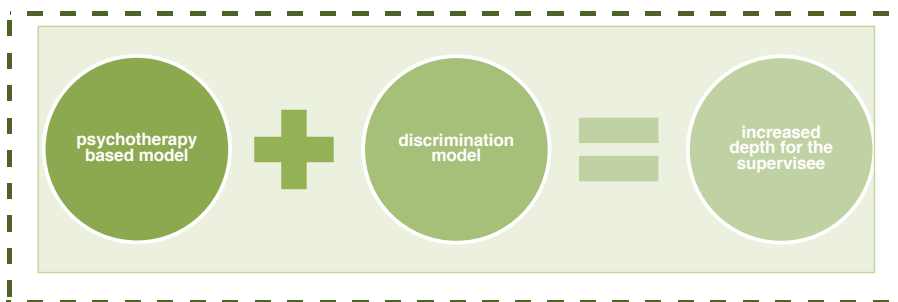 psychotherapy
based model
discrimination
model
increased
depth for the
supervisee